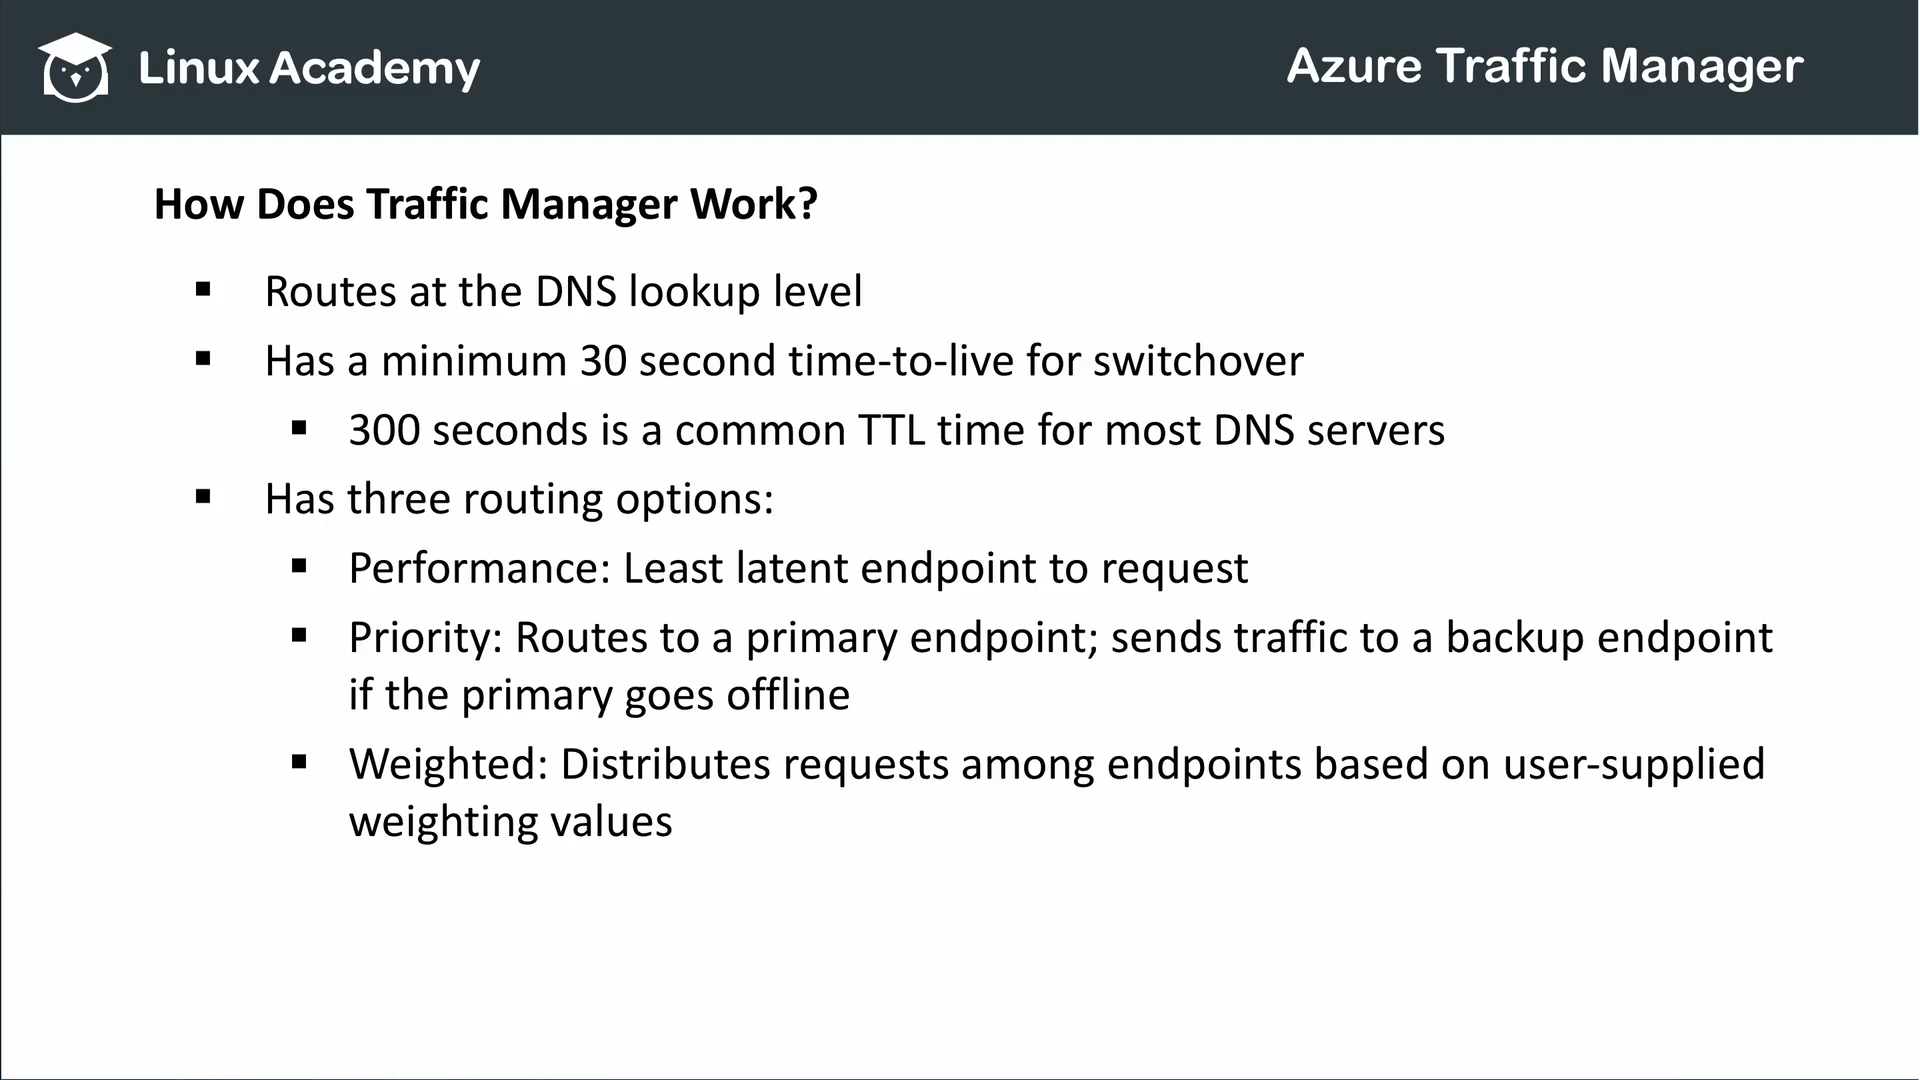 Linux Academy
Azure Traffic Manager
How Does Traffic Manager Work?
▪ Routes at the DNS lookup level
▪ Has a minimum 30 second time-to-live for switchover
▪ 300 seconds is a common TTL time for most DNS servers
▪ Has three routing options:
▪ Performance: Least latent endpoint to request
▪ Priority: Routes to a primary endpoint; sends traffic to a backup endpoint
if the primary goes offline
▪ Weighted: Distributes requests among endpoints based on user-supplied
weighting values